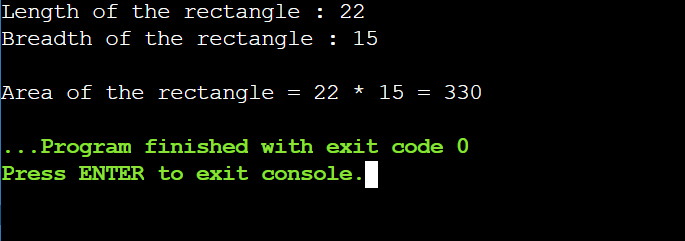 Length of the rectangle : 22
Breadth of the rectangle : 15
Area of the rectangle = 22 * 15 = 330
...Program finished with exit code 0
Press ENTER to exit console.